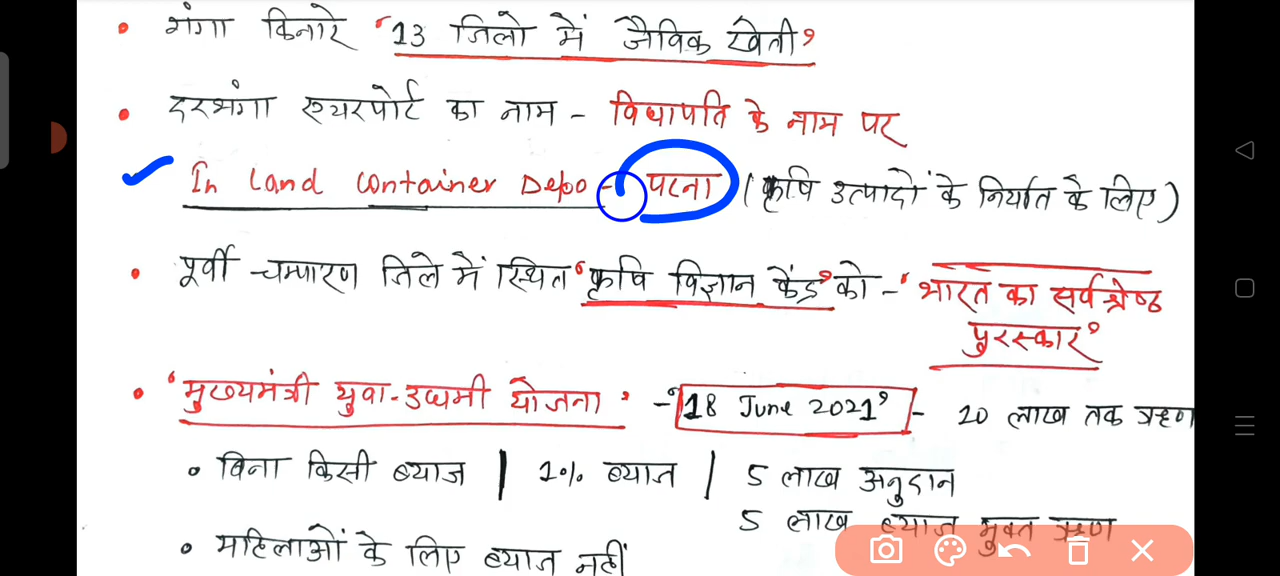 • गंगा किनारे '13 जिलो में जैविक खेती'
• दरभंगा एयरपोर्ट का नाम - विद्यापति के नाम पर
In Land Container Depo - पटना (कृषि उत्पादों के निर्यात के लिए)
• पूर्वी चम्पारण जिले में स्थित 'कृषि विज्ञान केंद्र' को - 'भारत का सर्वश्रेष्ठ
पुरस्कार'
• 'मुख्यमंत्री युवा-उद्यमी योजना' - '18 June 2021' - 10 लाख तक ऋण
• बिना किसी ब्याज | 1% ब्याज | 5 लाख अनुदान
5 लाख ब्याज मुक्त ऋण
• महिलाओं के लिए ब्याज नहीं